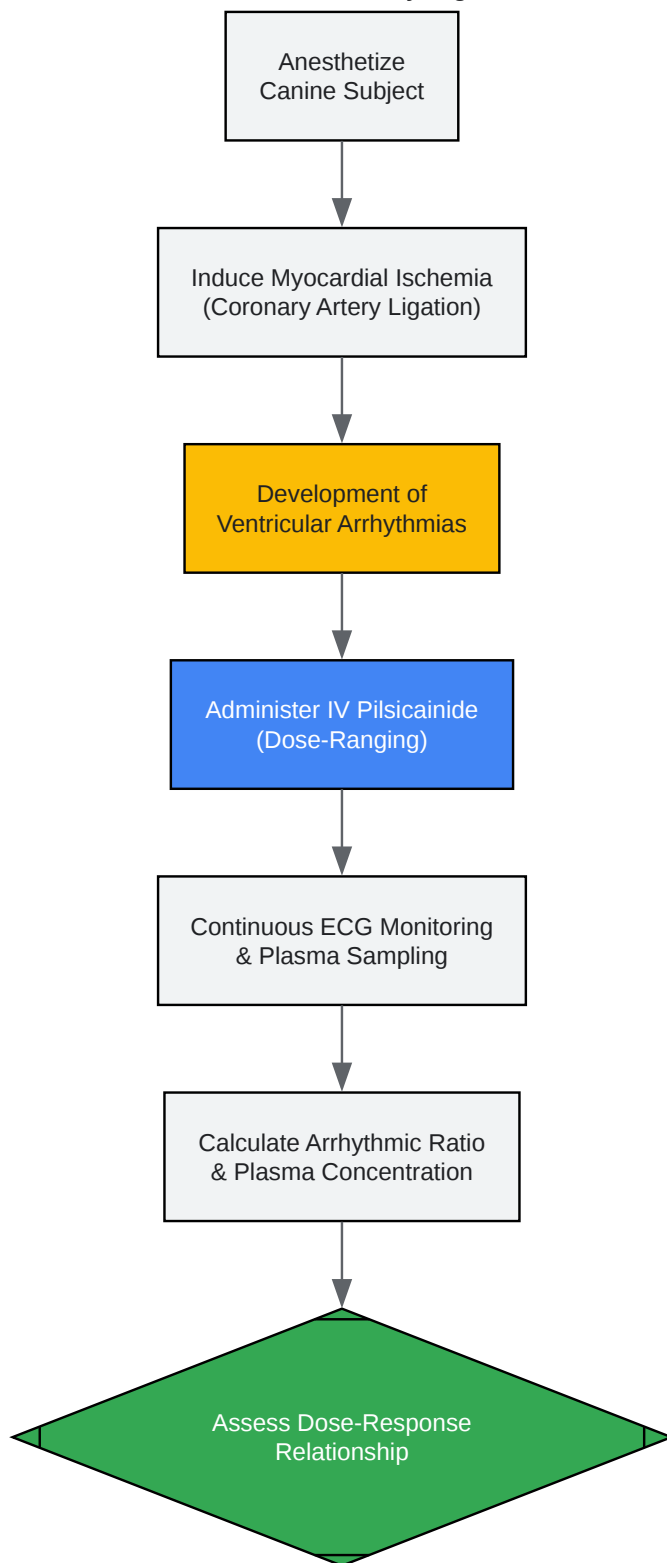 Anesthetize
Canine Subject
Induce Myocardial Ischemia
(Coronary Artery Ligation)
Development of
Ventricular Arrhythmias
Administer IV Pilsicainide
(Dose-Ranging)
Continuous ECG Monitoring
& Plasma Sampling
Calculate Arrhythmic Ratio
& Plasma Concentration
Assess Dose-Response
Relationship